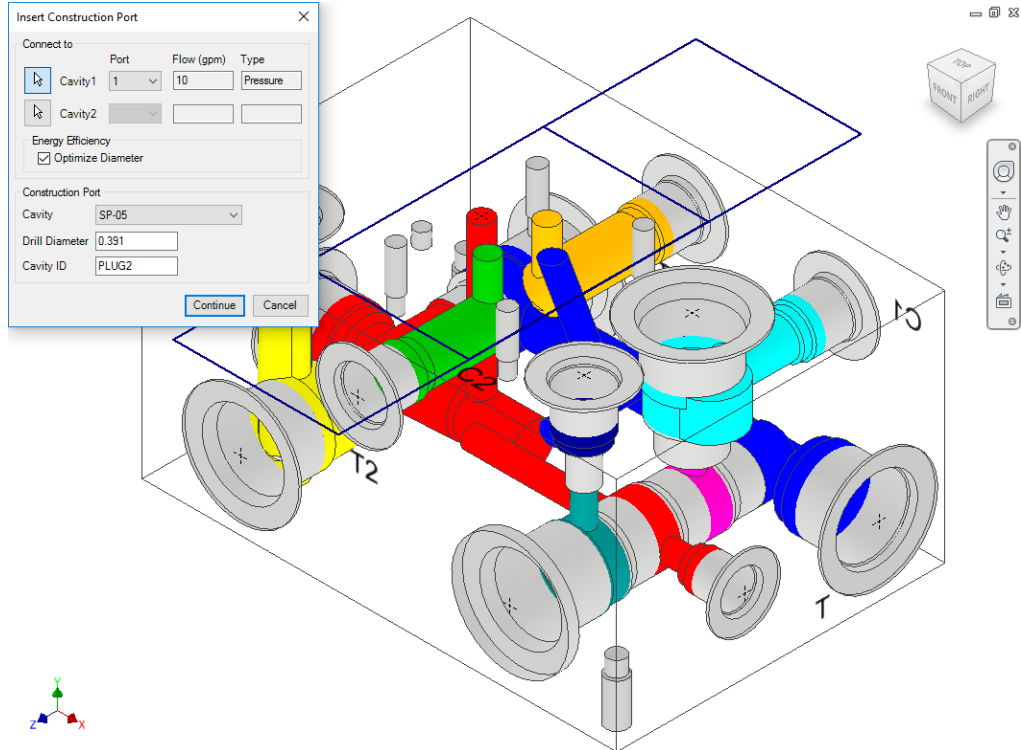 Insert Construction Port
Connect to
Port Flow (gpm) Type
Cavity1 1 10 Pressure
Cavity2
Energy Efficiency
Optimize Diameter
Construction Port
Cavity SP-05
Drill Diameter 0.391
Cavity ID PLUG2
Continue Cancel
TOP
FRONT RIGHT
C1
C2
T2
T
Y
Z X